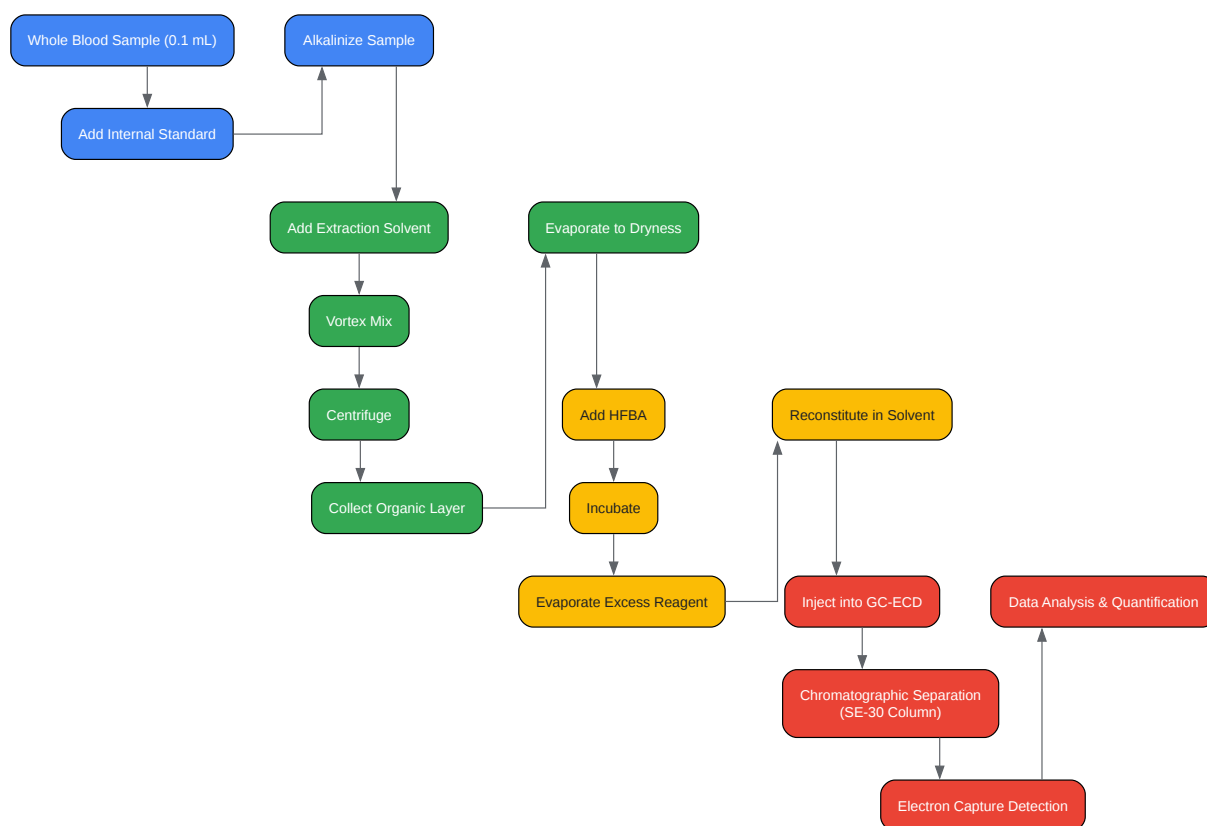 Whole Blood Sample (0.1 mL)
Add Internal Standard
Alkalinize Sample
Add Extraction Solvent
Vortex Mix
Centrifuge
Collect Organic Layer
Evaporate to Dryness
Add HFBA
Incubate
Evaporate Excess Reagent
Reconstitute in Solvent
Inject into GC-ECD
Chromatographic Separation
(SE-30 Column)
Electron Capture Detection
Data Analysis & Quantification